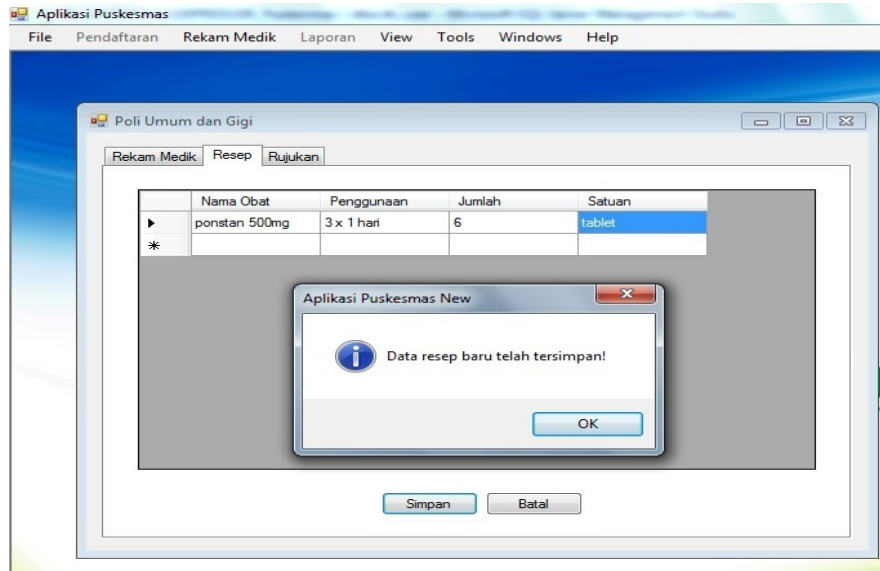 Aplikasi Puskesmas
File Pendaftaran Rekam Medik Laporan View Tools Windows Help
Poli Umum dan Gigi
Rekam Medik Resep Rujukan
Nama Obat Penggunaan Jumlah Satuan
ponstan 500mg 3 x 1 hari 6 tablet
Aplikasi Puskesmas New
Data resep baru telah tersimpan!
OK
Simpan Batal